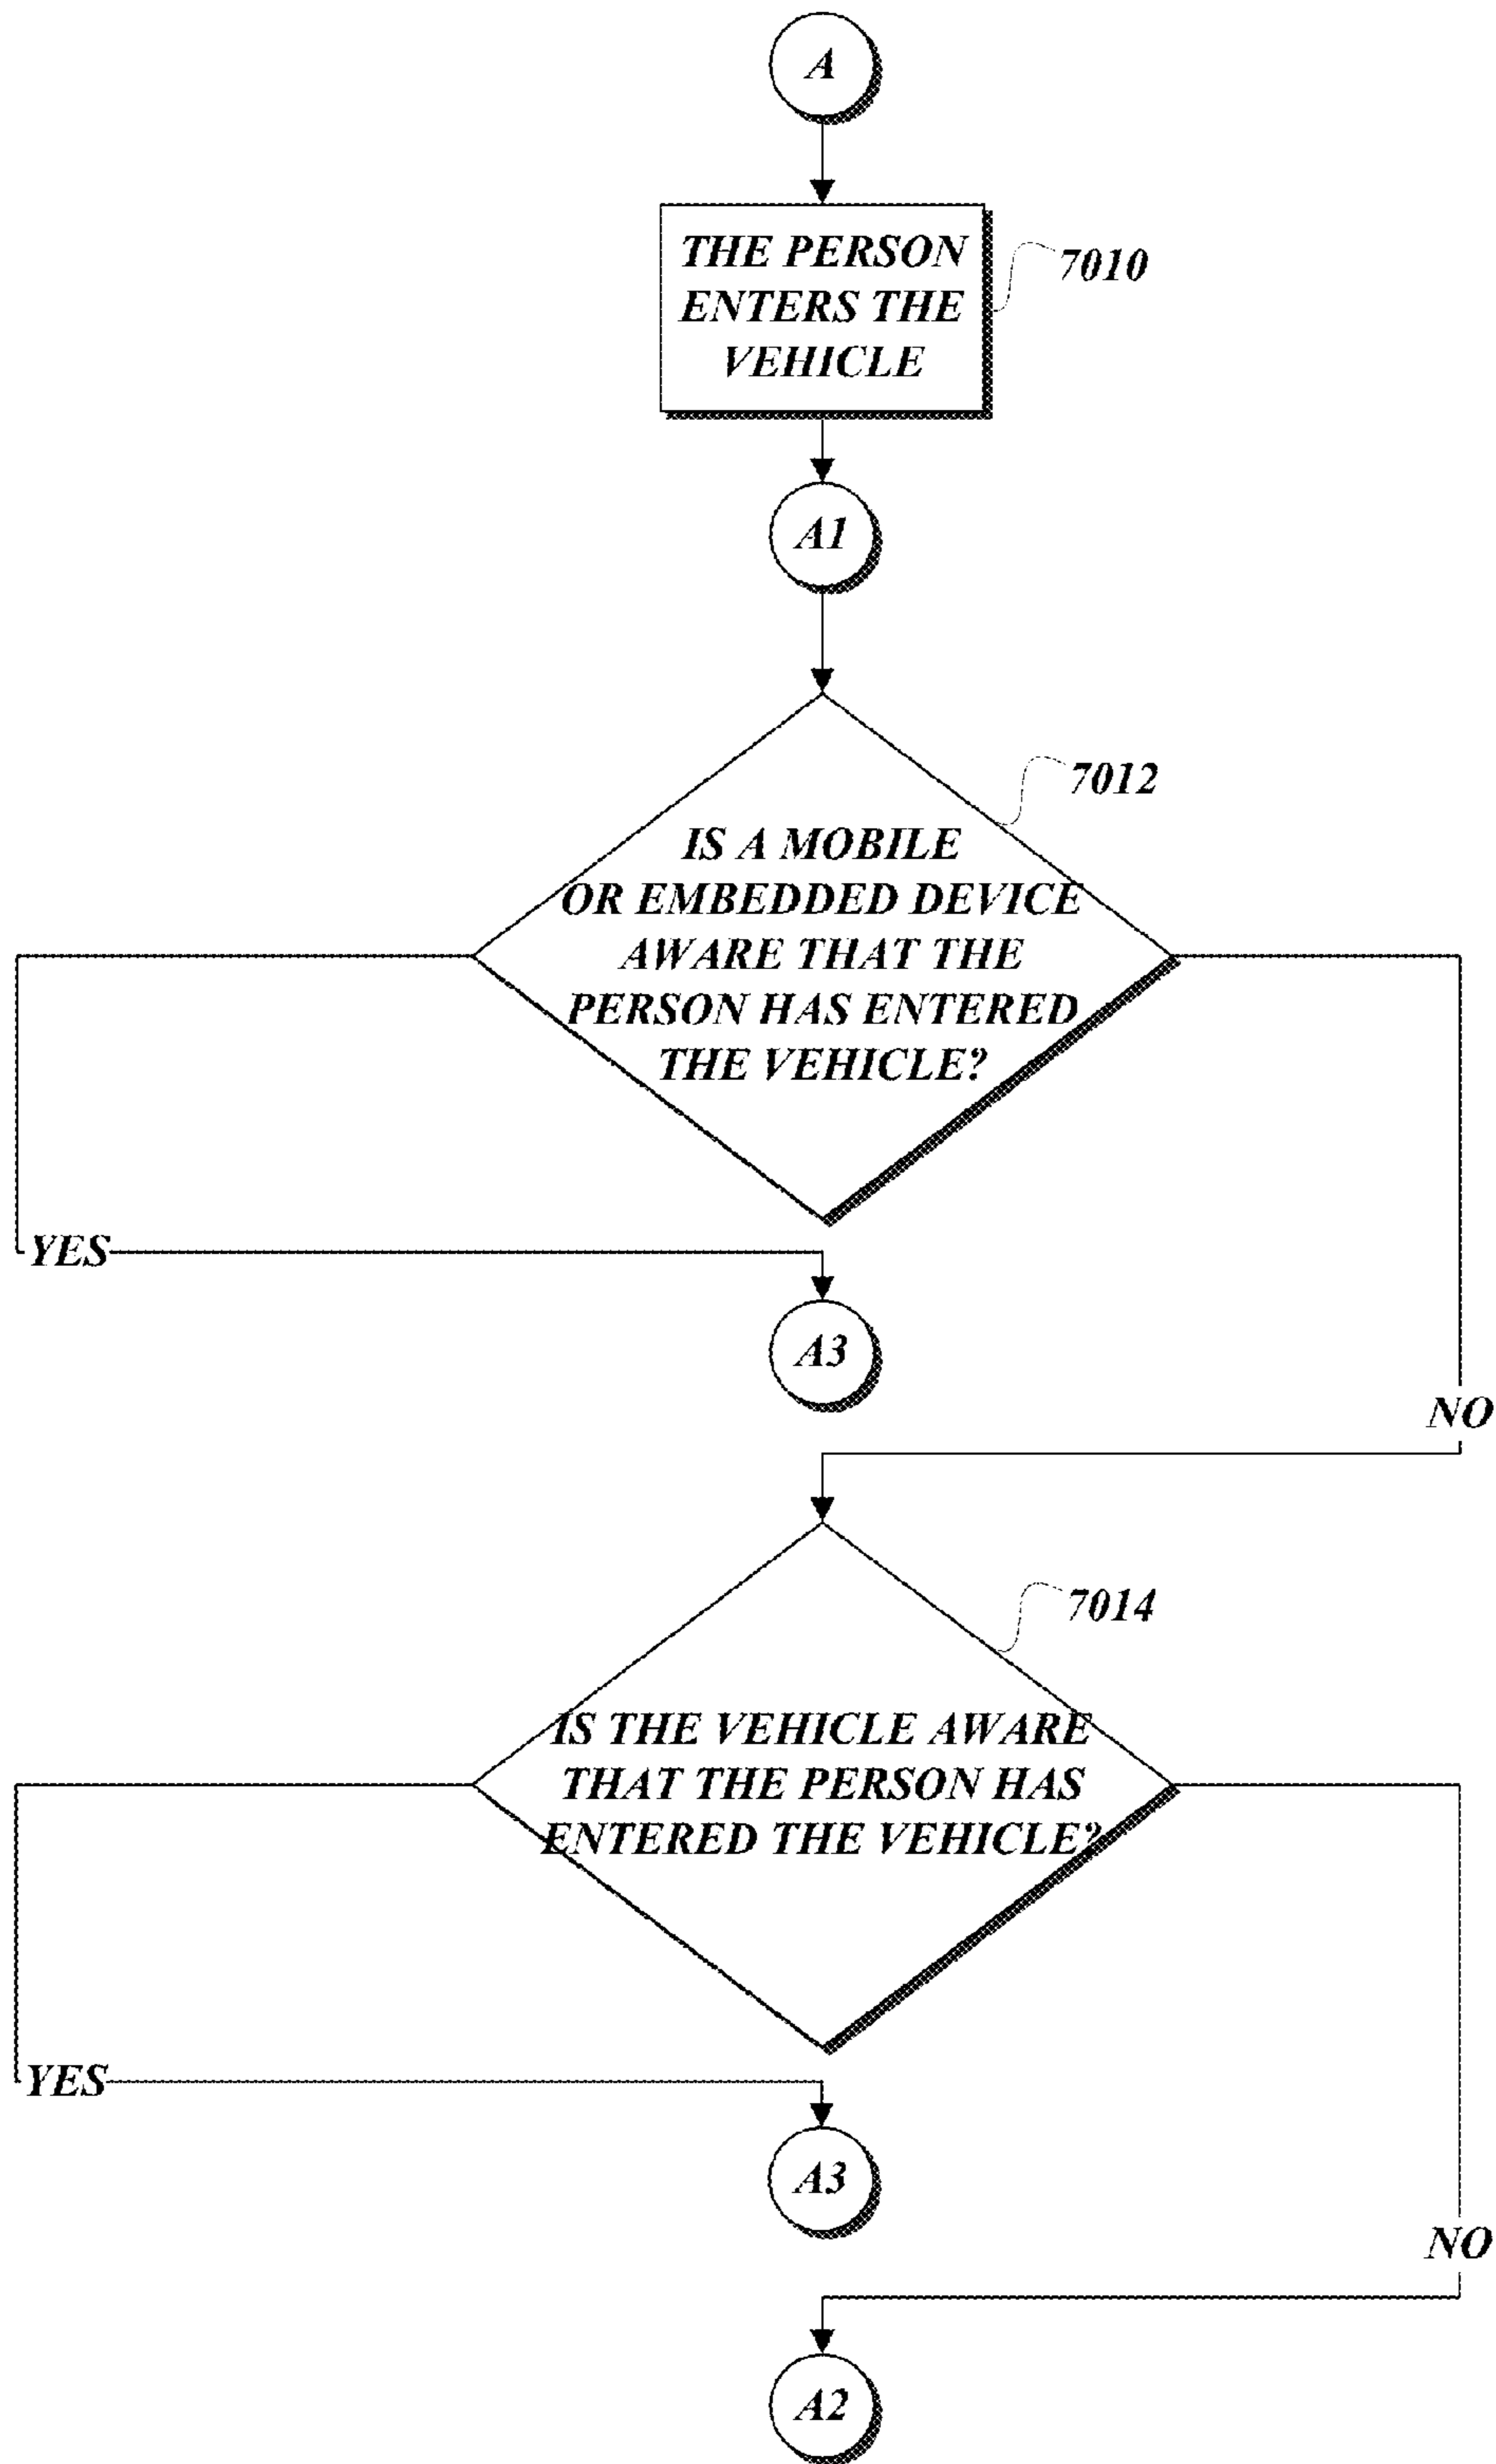 A
THE PERSON
ENTERS THE
VEHICLE
7010
A1
7012
IS A MOBILE
OR EMBEDDED DEVICE
AWARE THAT THE
PERSON HAS ENTERED
THE VEHICLE?
YES
A3
NO
7014
IS THE VEHICLE AWARE
THAT THE PERSON HAS
ENTERED THE VEHICLE?
YES
A3
NO
A2